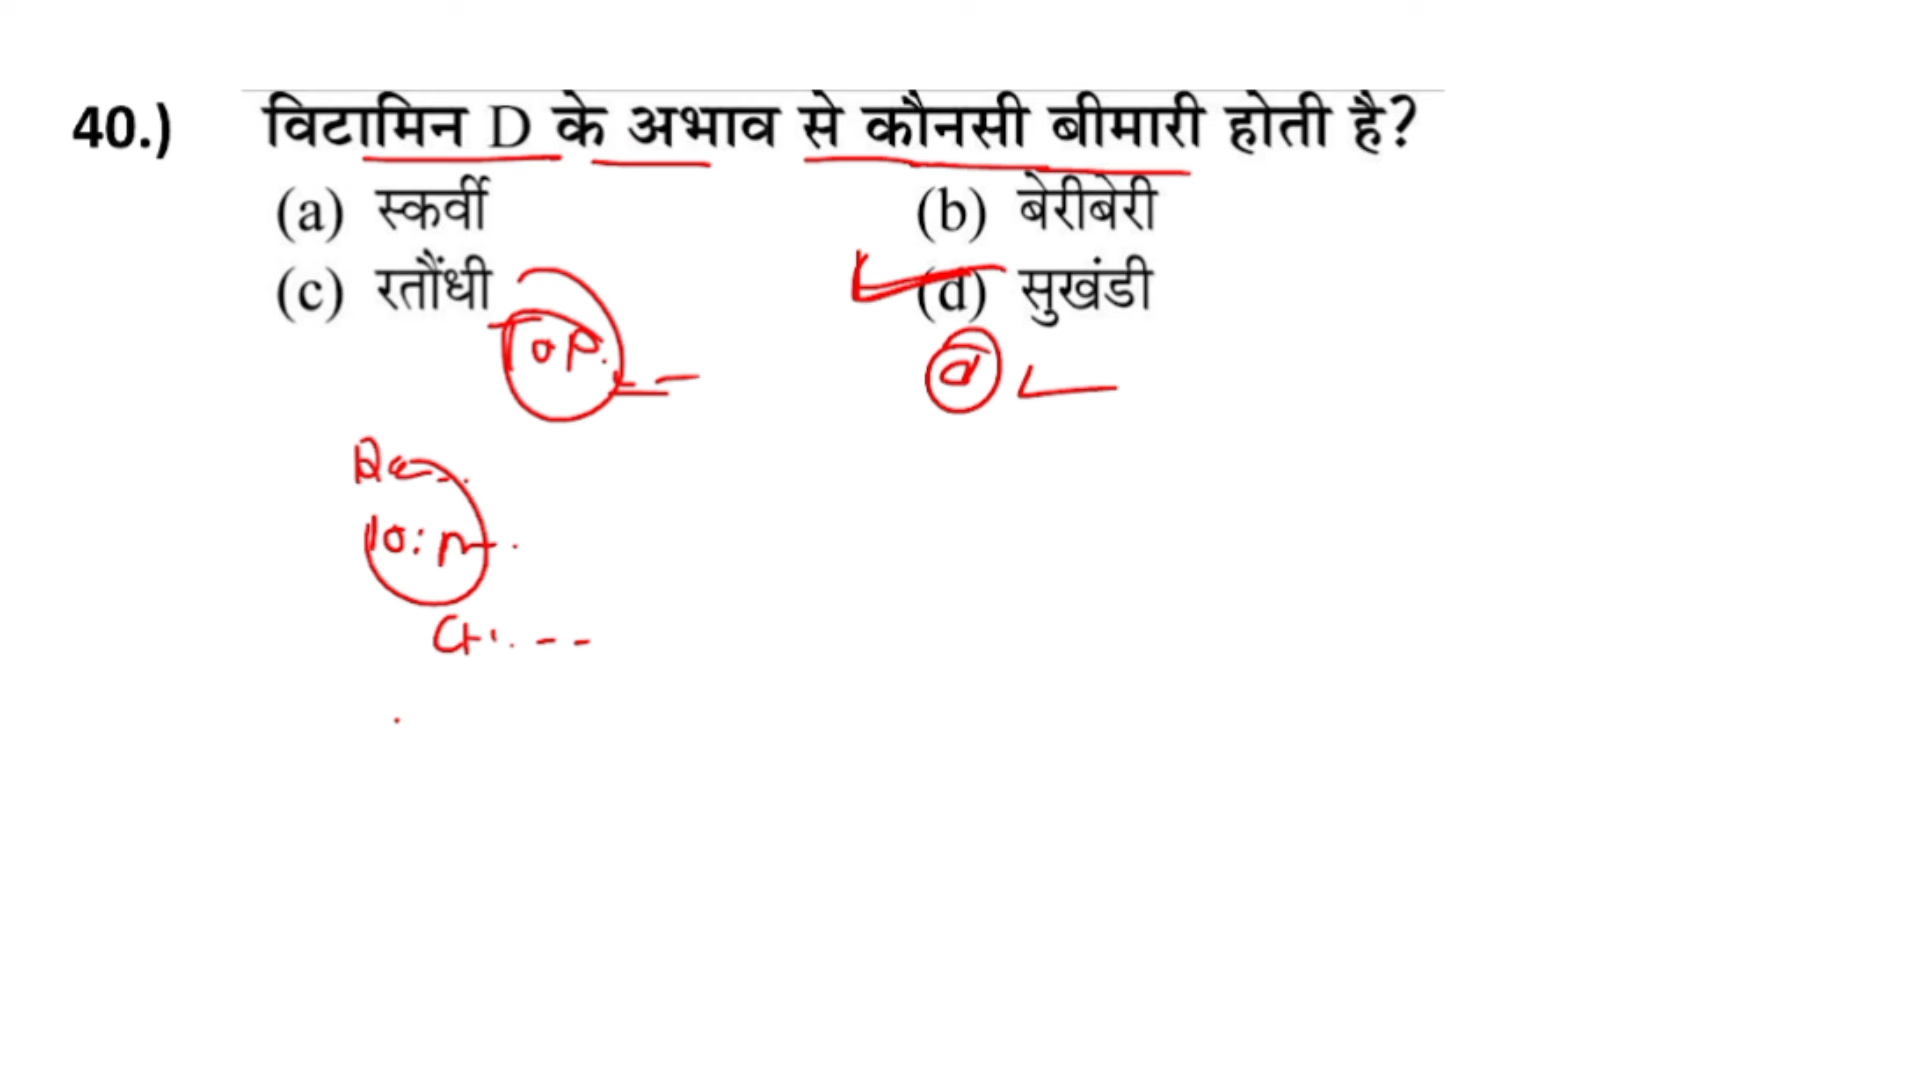 40.) विटामिन D के अभाव से कौनसी बीमारी होती है?
(a) स्कर्वी (b) बेरीबेरी
(c) रतौंधी (d) सुखंडी
TOP.
d